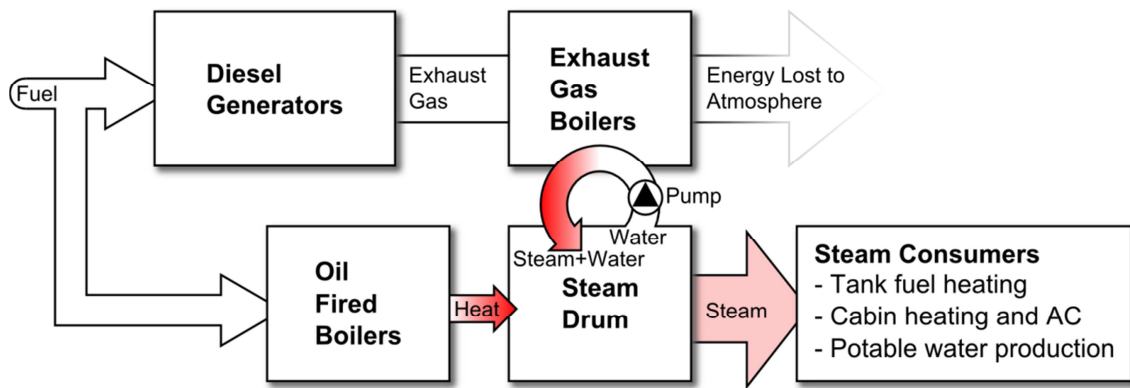 Fuel
Diesel
Generators
Exhaust
Gas
Exhaust
Gas
Boilers
Energy Lost to
Atmosphere
Pump
Water
Steam+Water
Oil
Fired
Boilers
Heat
Steam
Drum
Steam
Steam Consumers
- Tank fuel heating
- Cabin heating and AC
- Potable water production